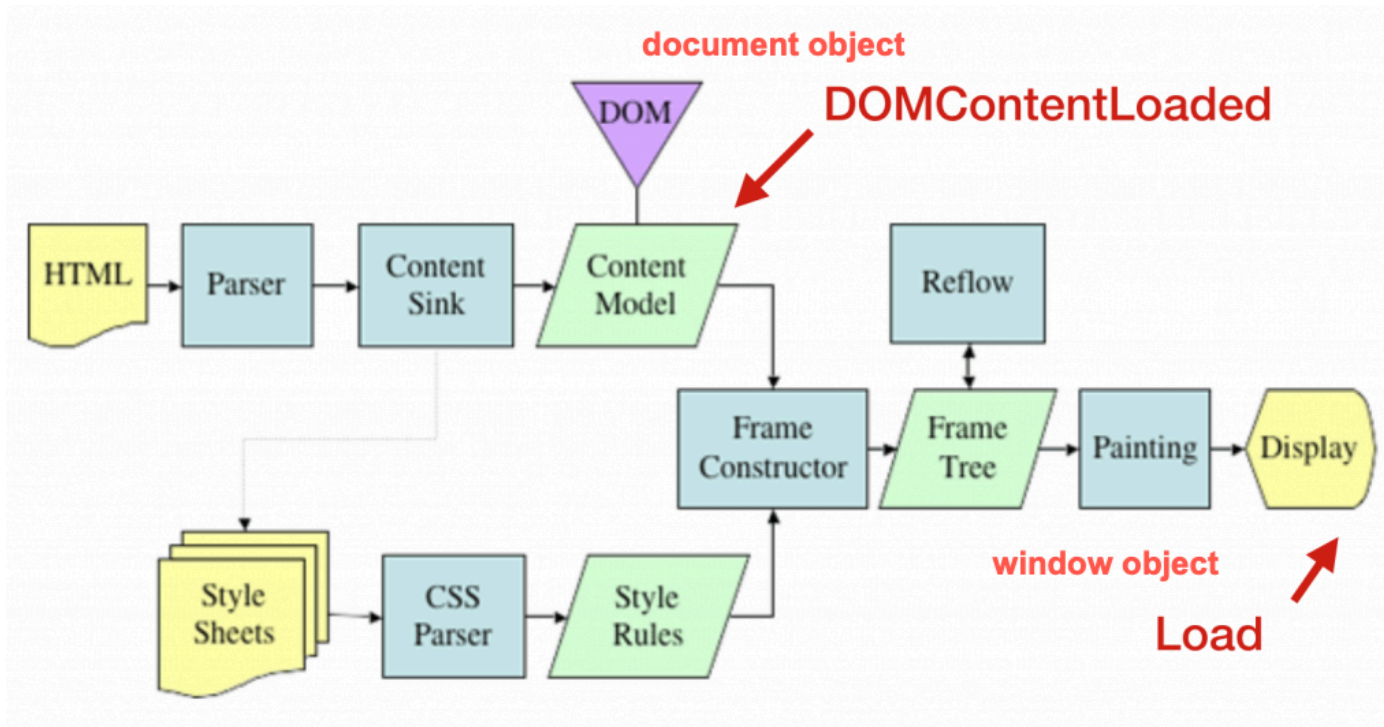 document object
DOMContentLoaded
DOM
HTML
Parser
Content
Sink
Content
Model
Reflow
Frame
Constructor
Frame
Tree
Painting
Display
window object
Load
Style
Sheets
CSS
Parser
Style
Rules